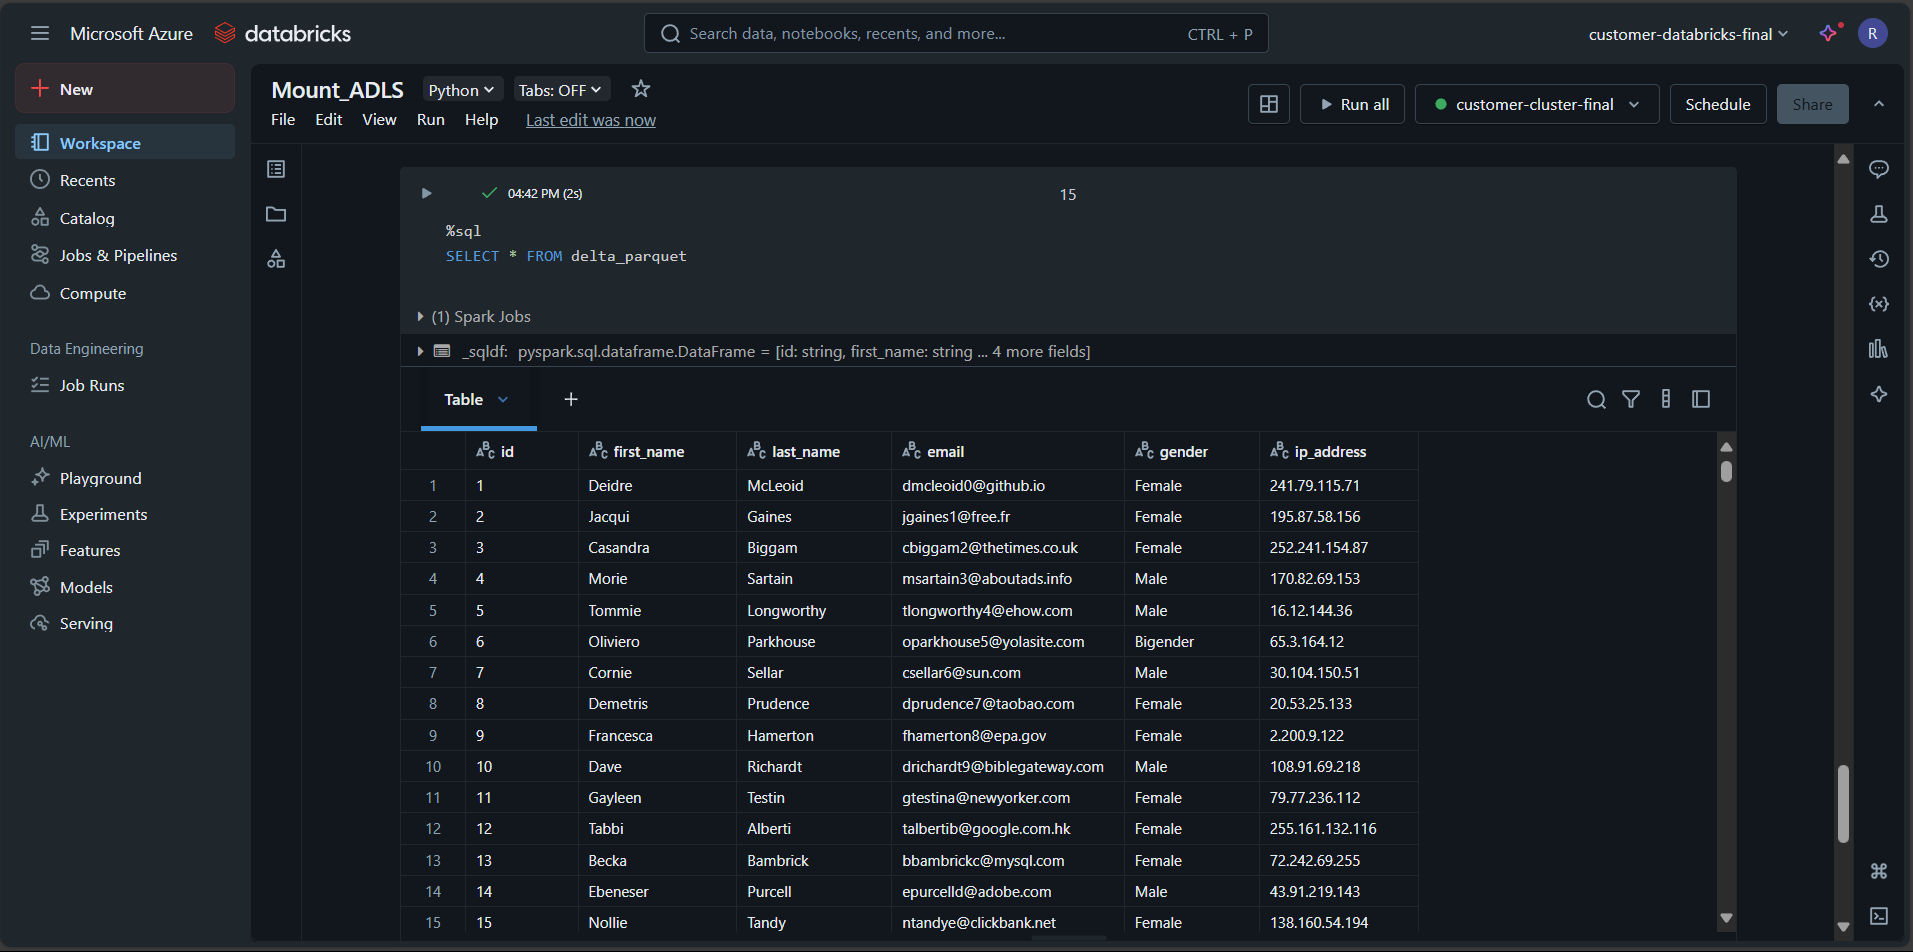 Microsoft Azure databricks Search data, notebooks, recents, and more... CTRL + P customer-databricks-final R
New
Workspace
Recents
Catalog
Jobs & Pipelines
Compute
Data Engineering
Job Runs
AI/ML
Playground
Experiments
Features
Models
Serving
Mount_ADLS Python Tabs: OFF
File Edit View Run Help Last edit was now
Run all customer-cluster-final Schedule Share
04:42 PM (2s) 15
%sql
SELECT * FROM delta_parquet
(1) Spark Jobs
_sqldf: pyspark.sql.dataframe.DataFrame = [id: string, first_name: string ... 4 more fields]
Table +
ABC id ABC first_name ABC last_name ABC email ABC gender ABC ip_address
1 1 Deidre McLeoid dmcleoid0@github.io Female 241.79.115.71
2 2 Jacqui Gaines jgaines1@free.fr Female 195.87.58.156
3 3 Casandra Biggam cbiggam2@thetimes.co.uk Female 252.241.154.87
4 4 Morie Sartain msartain3@aboutads.info Male 170.82.69.153
5 5 Tommie Longworthy tlongworthy4@ehow.com Male 16.12.144.36
6 6 Oliviero Parkhouse oparkhouse5@yolasite.com Bigender 65.3.164.12
7 7 Cornie Sellar csellar6@sun.com Male 30.104.150.51
8 8 Demetris Prudence dprudence7@taobao.com Female 20.53.25.133
9 9 Francesca Hamerton fhamerton8@epa.gov Female 2.200.9.122
10 10 Dave Richardt drichardt9@biblegateway.com Male 108.91.69.218
11 11 Gayleen Testin gtestina@newyorker.com Female 79.77.236.112
12 12 Tabbi Alberti talbertib@google.com.hk Female 255.161.132.116
13 13 Becka Bambrick bbambrickc@mysql.com Female 72.242.69.255
14 14 Ebeneser Purcell epurcelld@adobe.com Male 43.91.219.143
15 15 Nollie Tandy ntandye@clickbank.net Female 138.160.54.194